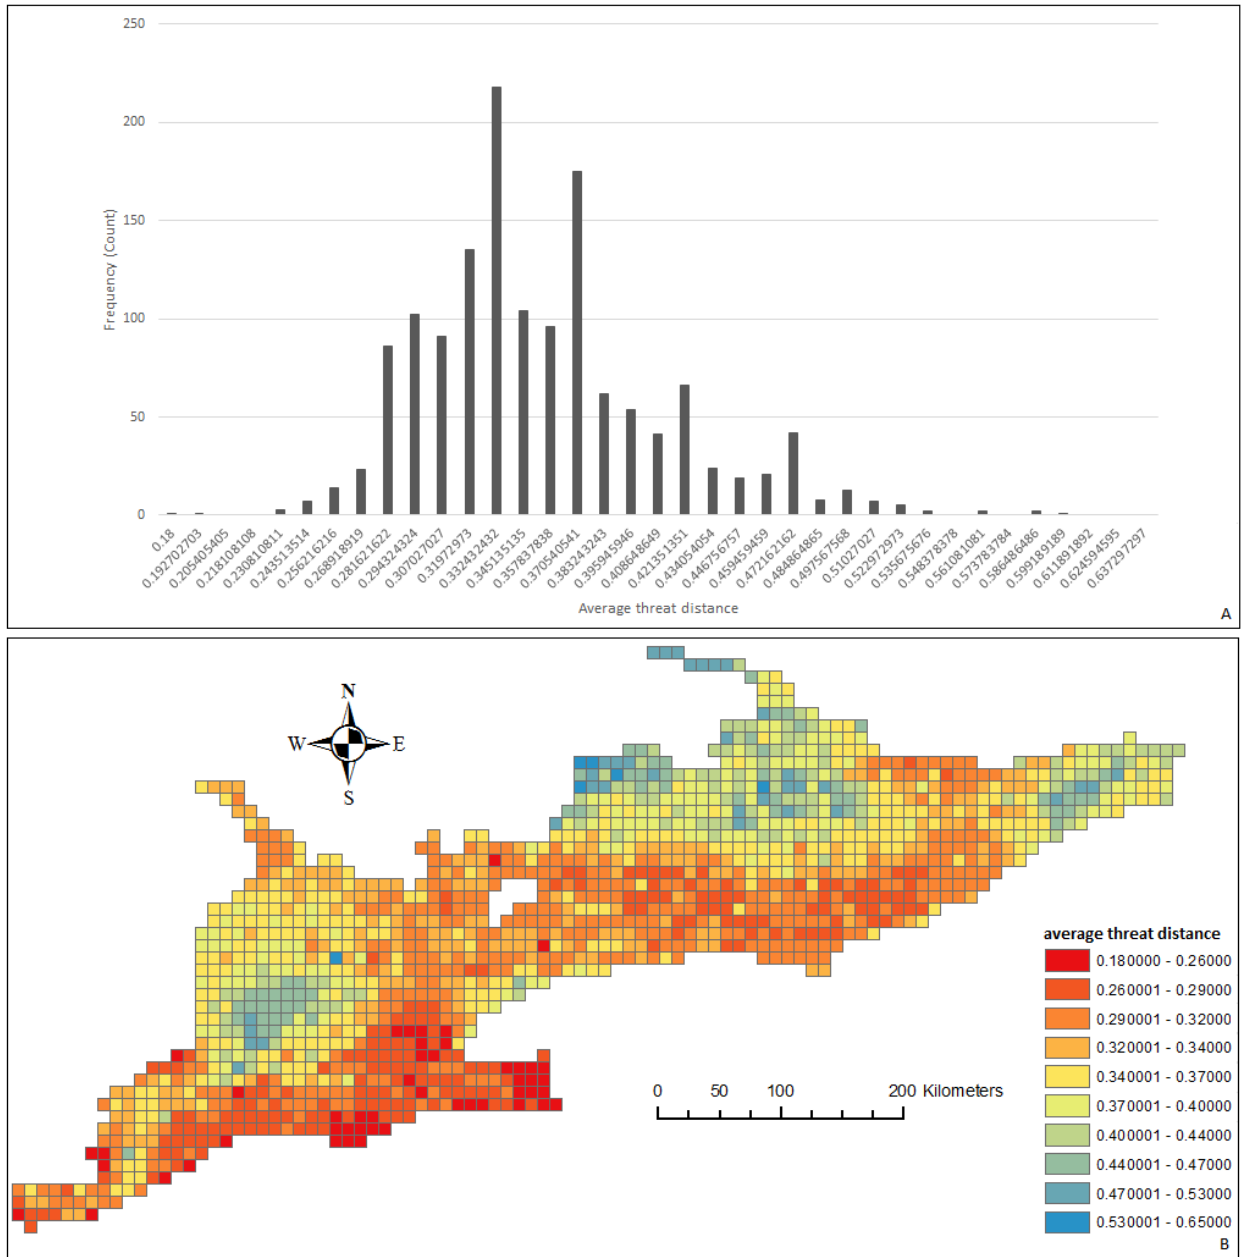 250
200
150
100
50
0
Frequency (Count)
0.18
0.192702703
0.205405405
0.218108108
0.230810811
0.243513514
0.256216216
0.268918919
0.281621622
0.294324324
0.307027027
0.31972973
0.332432432
0.345135135
0.357837838
0.370540541
0.383243243
0.395945946
0.408648649
0.421351351
0.434054054
0.446756757
0.459459459
0.472162162
0.484864865
0.497567568
0.51027027
0.522972973
0.535675676
0.548378378
0.561081081
0.573783784
0.586486486
0.599189189
0.611891892
0.624594595
0.637297297
Average threat distance
A
N
W E
S
0 50 100 200 Kilometers
average threat distance
0.180000 - 0.26000
0.260001 - 0.29000
0.290001 - 0.32000
0.320001 - 0.34000
0.340001 - 0.37000
0.370001 - 0.40000
0.400001 - 0.44000
0.440001 - 0.47000
0.470001 - 0.53000
0.530001 - 0.65000
B